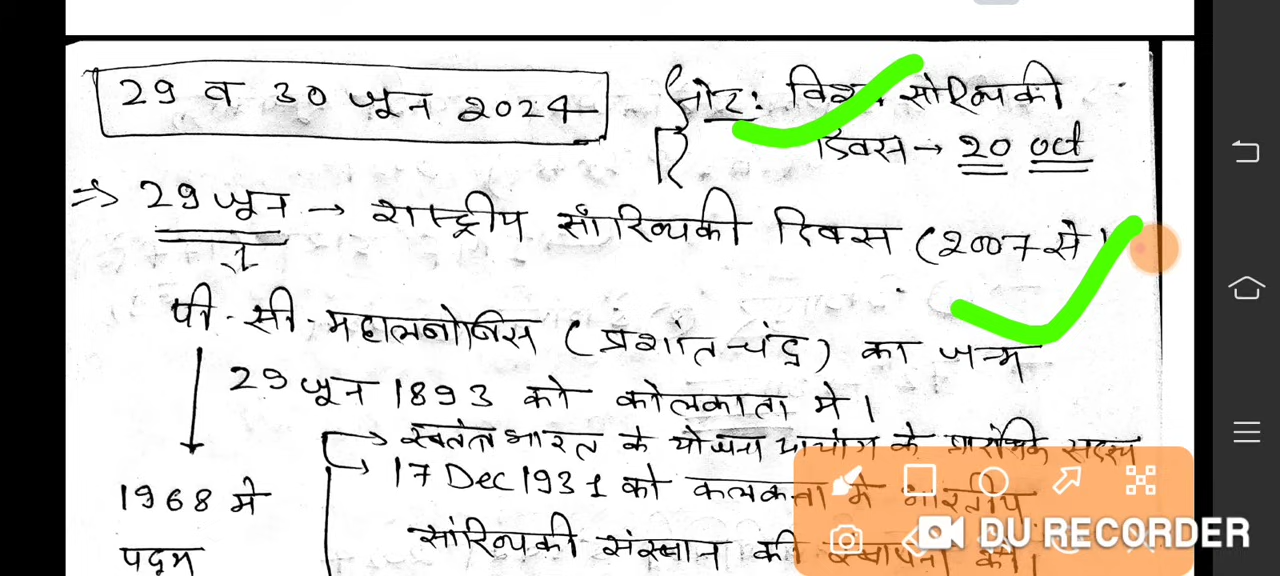 29 व 30 जून 2024
नोट: विश्व सांख्यिकी
दिवस → 20 oct
⇒ 29 जून → राष्ट्रीय सांख्यिकी दिवस (2007 से)
पी. सी. महालनोबिस (प्रशांत चंद्र) का जन्म
29 जून 1893 को कोलकाता मे।
→ स्वतंत्र भारत के योजना आयोग के प्रारंभिक सदस्य
→ 17 Dec 1931 को कलकत्ता मे भारतीय
1968 मे
सांख्यिकी संस्थान की स्थापना की।
पद्म
DU RECORDER